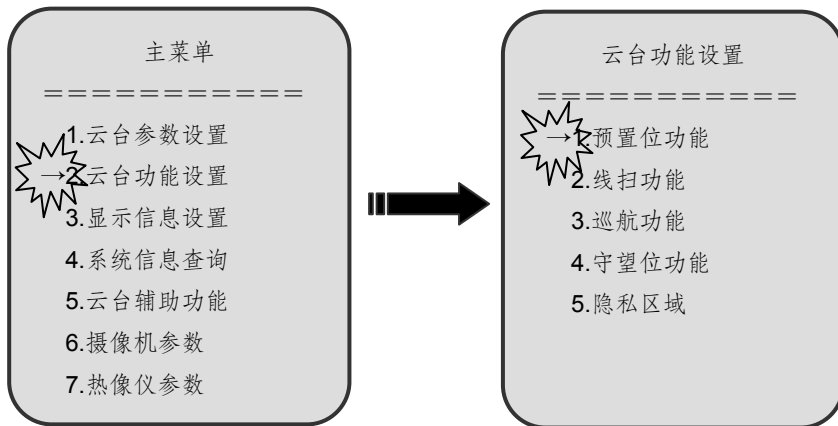 主菜单
===========
1.云台参数设置
→2.云台功能设置
3.显示信息设置
4.系统信息查询
5.云台辅助功能
6.摄像机参数
7.热像仪参数
云台功能设置
===========
→1.预置位功能
2.线扫功能
3.巡航功能
4.守望位功能
5.隐私区域